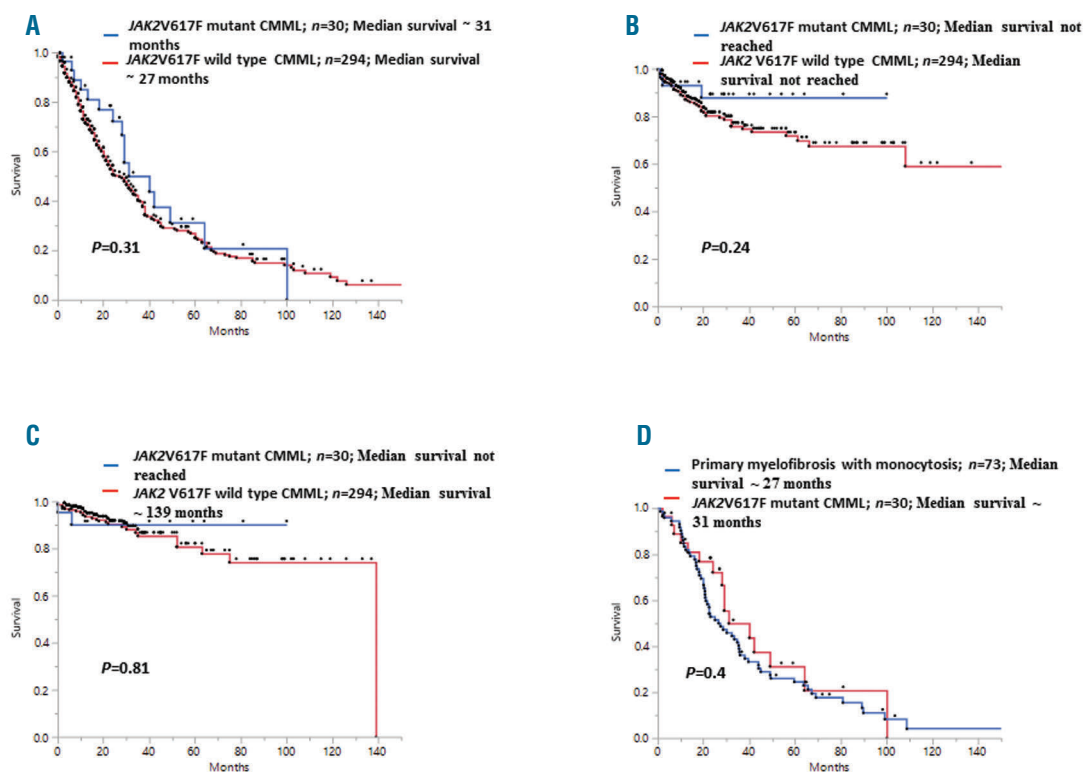 A
JAK2V617F mutant CMML; n=30; Median survival ~ 31
months
JAK2V617F wild type CMML; n=294; Median survival
~ 27 months
1.0
0.8
0.6
0.4
0.2
0.0
Survival
P=0.31
0 20 40 60 80 100 120 140
Months
B
JAK2V617F mutant CMML; n=30; Median survival not
reached
JAK2 V617F wild type CMML; n=294; Median
survival not reached
1.0
0.8
0.6
0.4
0.2
0.0
Survival
P=0.24
0 20 40 60 80 100 120 140
Months
C
JAK2V617F mutant CMML; n=30; Median survival not
reached
JAK2 V617F wild type CMML; n=294; Median survival
~ 139 months
1.0
0.8
0.6
0.4
0.2
0.0
Survival
P=0.81
0 20 40 60 80 100 120 140
Months
D
Primary myelofibrosis with monocytosis; n=73; Median
survival ~ 27 months
JAK2V617F mutant CMML; n=30; Median survival ~
31 months
1.0
0.8
0.6
0.4
0.2
0.0
Survival
P=0.4
0 20 40 60 80 100 120 140
Months